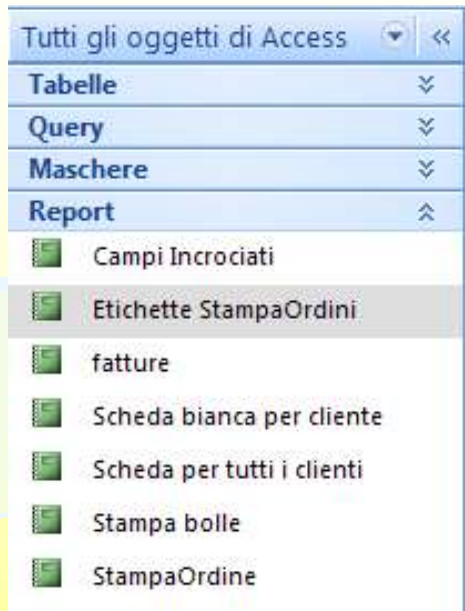 Tutti gli oggetti di Access
Tabelle
Query
Maschere
Report
Campi Incrociati
Etichette StampaOrdini
fatture
Scheda bianca per cliente
Scheda per tutti i clienti
Stampa bolle
StampaOrdine